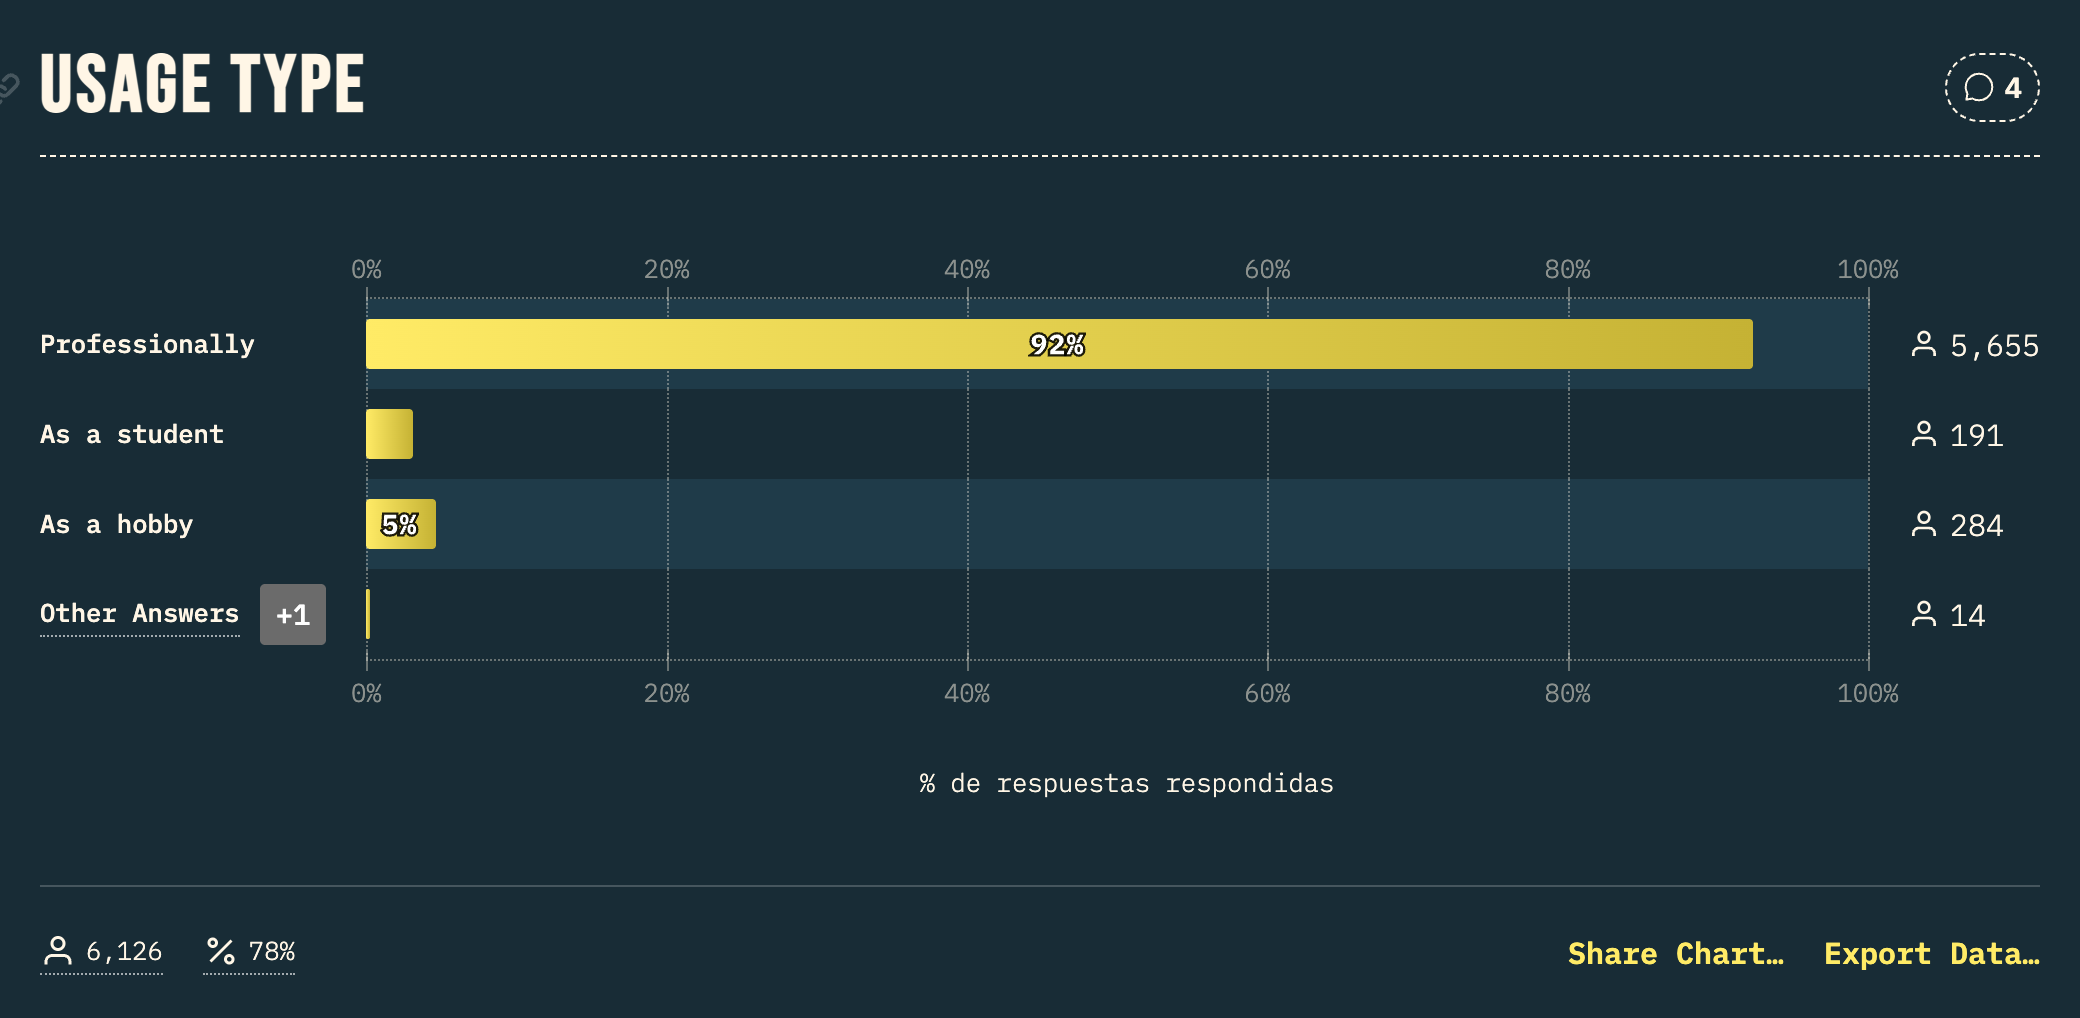 USAGE TYPE
4
0% 20% 40% 60% 80% 100%
Professionally 92% 5,655
As a student 191
As a hobby 5% 284
Other Answers +1 14
0% 20% 40% 60% 80% 100%
% de respuestas respondidas
6,126 % 78% Share Chart… Export Data…